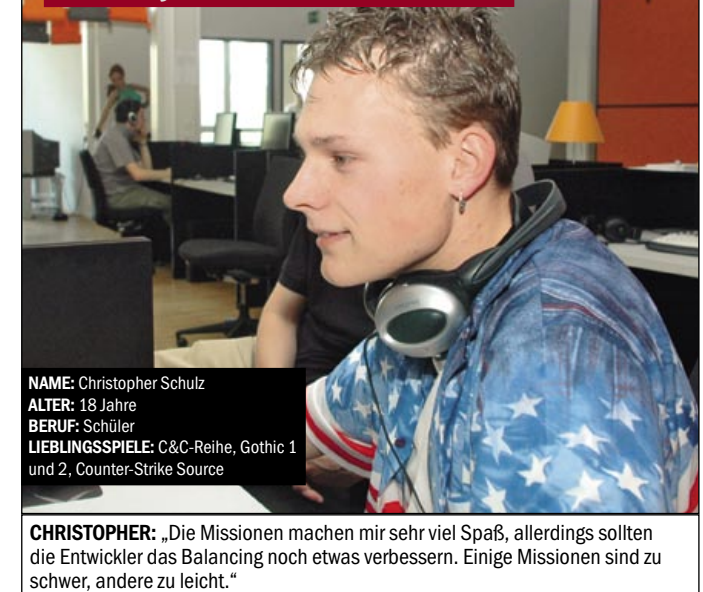 NAME: Christopher Schulz
ALTER: 18 Jahre
BERUF: Schüler
LIEBLINGSSPIELE: C&C-Reihe, Gothic 1
und 2, Counter-Strike Source
CHRISTOPHER: „Die Missionen machen mir sehr viel Spaß, allerdings sollten
die Entwickler das Balancing noch etwas verbessern. Einige Missionen sind zu
schwer, andere zu leicht.“